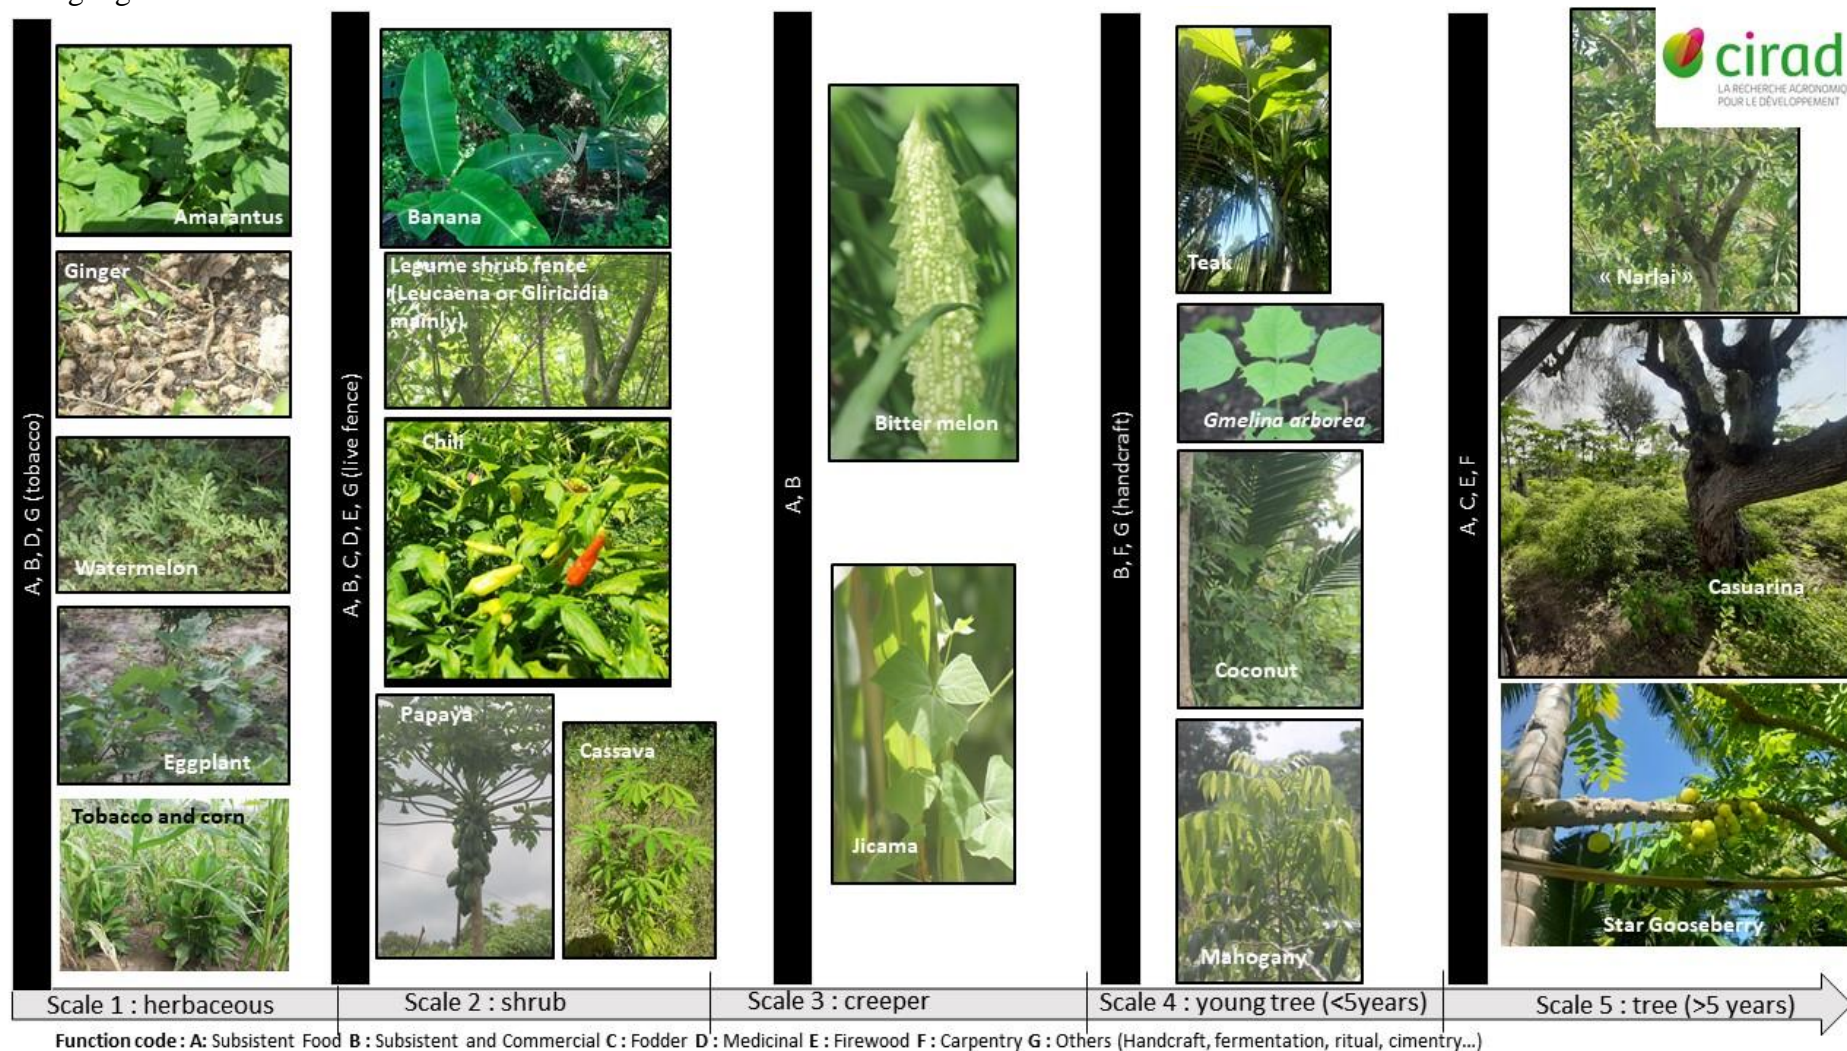 cirad
LA RECHERCHE AGRONOMIQ
POUR LE DÉVELOPPEMENT
A, B, D, G (tobacco)
Amarantus
Ginger
Watermelon
Eggplant
Tobacco and corn
A, B, C, D, E, G (live fence)
Banana
Legume shrub fence
(Leucaena or Gliricidia
mainly)
Chili
Papaya
Cassava
A, B
Bitter melon
Jicama
B, F, G (handcraft)
Teak
Gmelina arborea
Coconut
Mahogany
A, C, E, F
« Narlai »
Casuarina
Star Gooseberry
Scale 1 : herbaceous
Scale 2 : shrub
Scale 3 : creeper
Scale 4 : young tree (<5years)
Scale 5 : tree (>5 years)
Function code : A: Subsistent Food B : Subsistent and Commercial C : Fodder D : Medicinal E : Firewood F : Carpentry G : Others (Handcraft, fermentation, ritual, cimentry...)